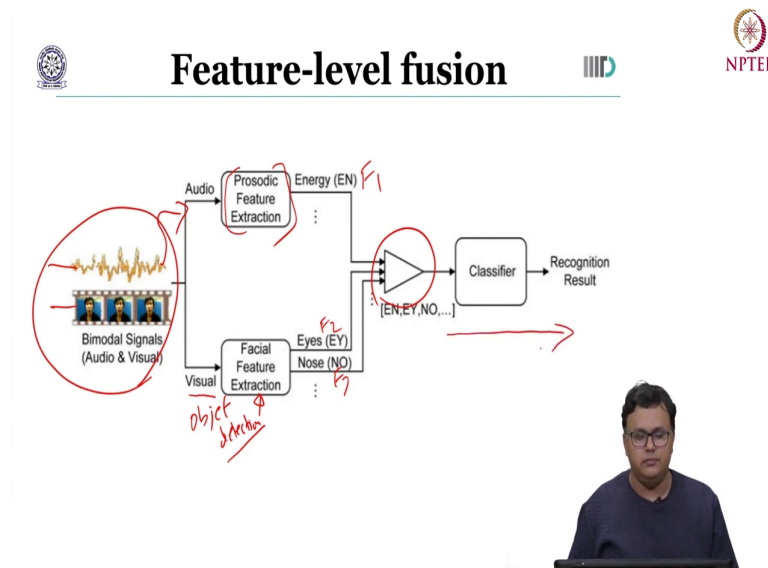 Feature-level fusion
NPTEL
Audio
Prosodic
Feature
Extraction
Energy (EN)
F1
Bimodal Signals
(Audio & Visual)
Visual
Facial
Feature
Extraction
F2
Eyes (EY)
Nose (NO)
F3
[EN,EY,NO,...]
Classifier
Recognition
Result
objet
detection